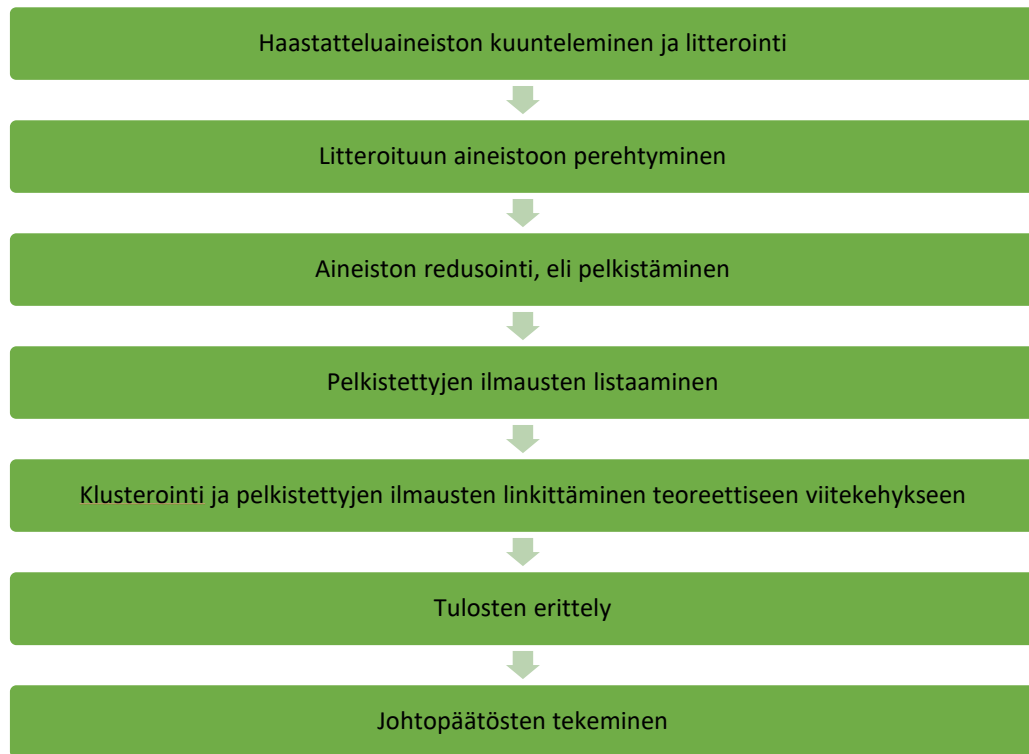 Haastatteluaineiston kuunteleminen ja litterointi
Litteroituun aineistoon perehtyminen
Aineiston redusointi, eli pelkistäminen
Pelkistettyjen ilmausten listaaminen
Klusterointi ja pelkistettyjen ilmausten linkittäminen teoreettiseen viitekehykseen
Tulosten erittely
Johtopäätösten tekeminen